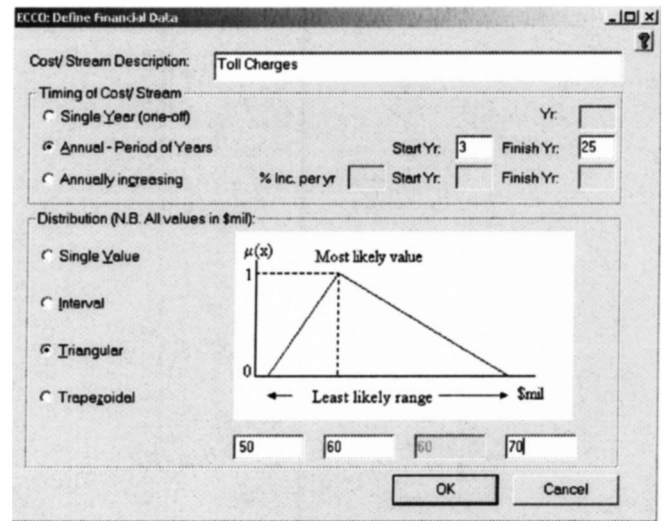 ECCO: Define Financial Data
?
Cost/ Stream Description: Toll Charges
Timing of Cost/ Stream
Single Year (one-off) Yr:
Annual - Period of Years Start Yr: 3 Finish Yr: 25
Annually increasing % Inc. per yr Start Yr: Finish Yr:
Distribution (N.B. All values in $mil):
Single Value
Interval
Triangular
Trapezoidal
μ(x) Most likely value
1
0
Least likely range $mil
50 60 60 70
OK Cancel